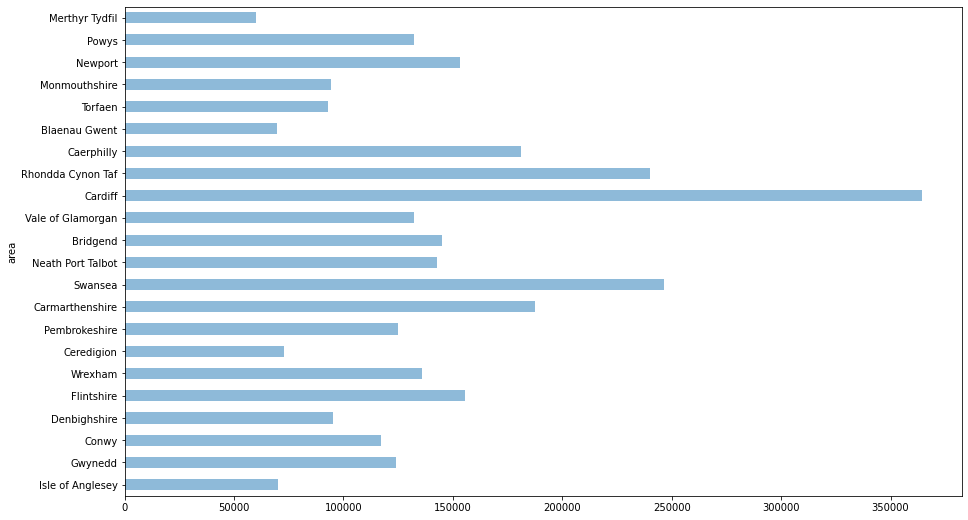 Merthyr Tydfil
Powys
Newport
Monmouthshire
Torfaen
Blaenau Gwent
Caerphilly
Rhondda Cynon Taf
Cardiff
Vale of Glamorgan
Bridgend
area
Neath Port Talbot
Swansea
Carmarthenshire
Pembrokeshire
Ceredigion
Wrexham
Flintshire
Denbighshire
Conwy
Gwynedd
Isle of Anglesey
0 50000 100000 150000 200000 250000 300000 350000